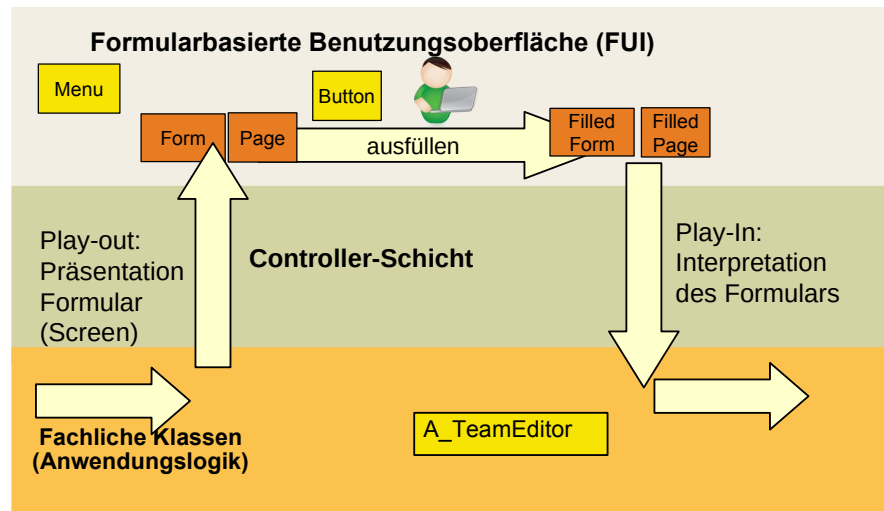 Formularbasierte Benutzungsoberfläche (FUI)
Menu
Button
Form
Page
ausfüllen
Filled
Form
Filled
Page
Play-out:
Präsentation
Formular
(Screen)
Controller-Schicht
Play-In:
Interpretation
des Formulars
Fachliche Klassen
(Anwendungslogik)
A_TeamEditor